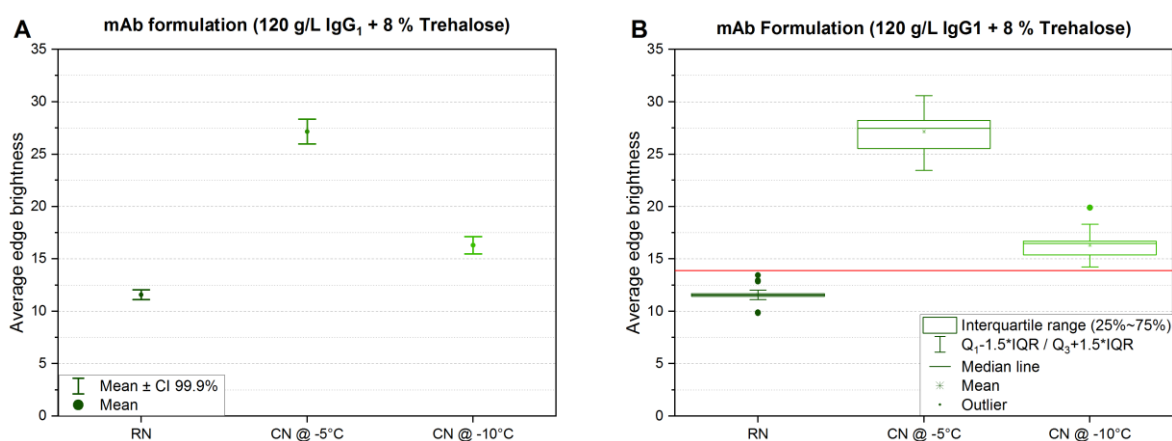 A
mAb formulation (120 g/L IgG₁ + 8 % Trehalose)
35
30
25
20
15
10
5
0
Average edge brightness
Mean ± CI 99.9%
Mean
RN
CN @ -5°C
CN @ -10°C
B
mAb Formulation (120 g/L IgG1 + 8 % Trehalose)
35
30
25
20
15
10
5
0
Average edge brightness
Interquartile range (25%~75%)
Q₁-1.5*IQR / Q₃+1.5*IQR
Median line
Mean
Outlier
RN
CN @ -5°C
CN @ -10°C